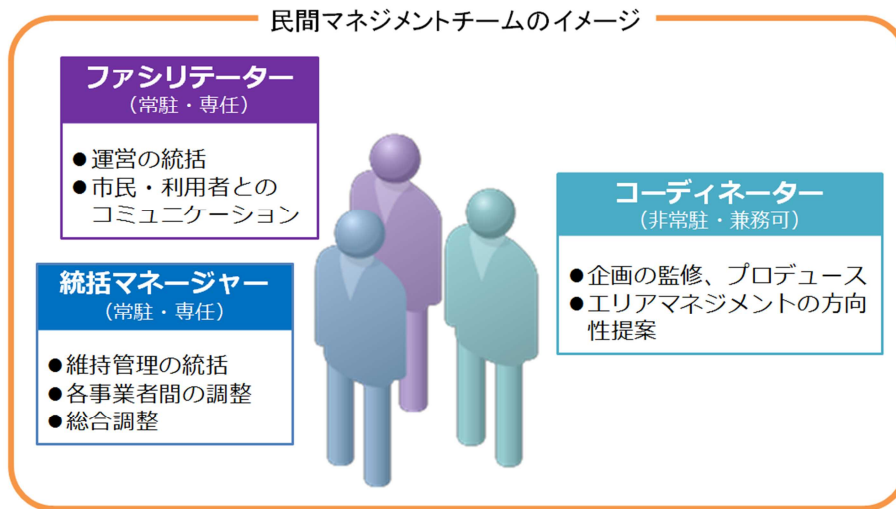 民間マネジメントチームのイメージ
ファシリテーター
（常駐・専任）
●運営の統括
●市民・利用者との
コミュニケーション
統括マネージャー
（常駐・専任）
●維持管理の統括
●各事業者間の調整
●総合調整
コーディネーター
（非常駐・兼務可）
●企画の監修、プロデュース
●エリアマネジメントの方向
性提案